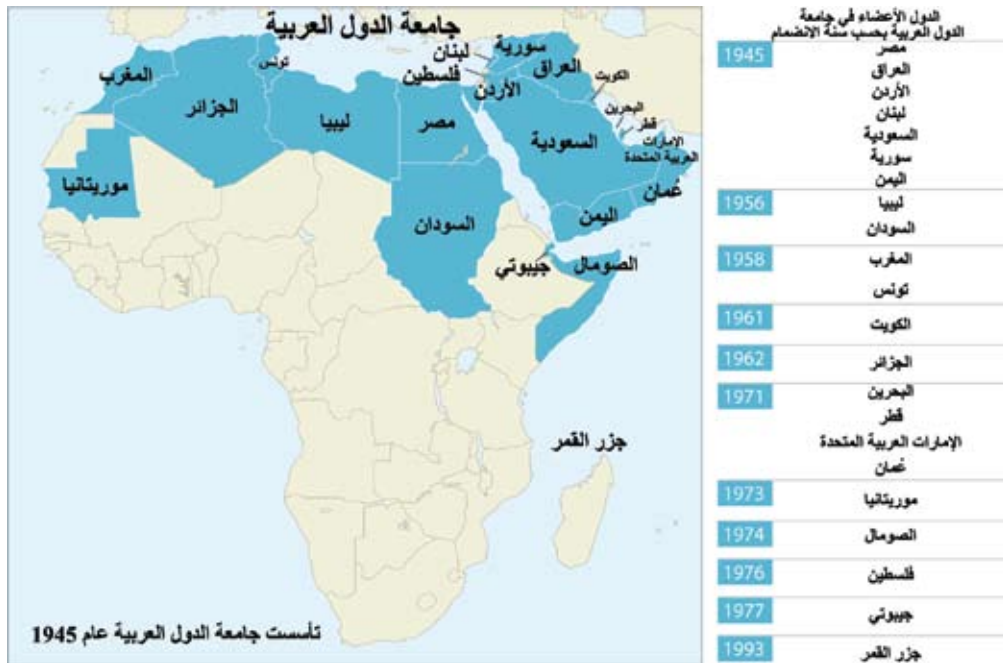 جامعة الدول العربية
سورية
لبنان
العراق
فلسطين
الأردن
الكويت
تونس
المغرب
الجزائر
ليبيا
مصر
البحرين
قطر
الإمارات
العربية المتحدة
السعودية
عُمان
اليمن
موريتانيا
السودان
جيبوتي
الصومال
جزر القمر
تأسست جامعة الدول العربية عام 1945
الدول الأعضاء في جامعة
الدول العربية بحسب سنة الانضمام
1945 مصر
العراق
الأردن
لبنان
السعودية
سورية
اليمن
1956 ليبيا
السودان
1958 المغرب
تونس
1961 الكويت
1962 الجزائر
1971 البحرين
قطر
الإمارات العربية المتحدة
عُمان
1973 موريتانيا
1974 الصومال
1976 فلسطين
1977 جيبوتي
1993 جزر القمر